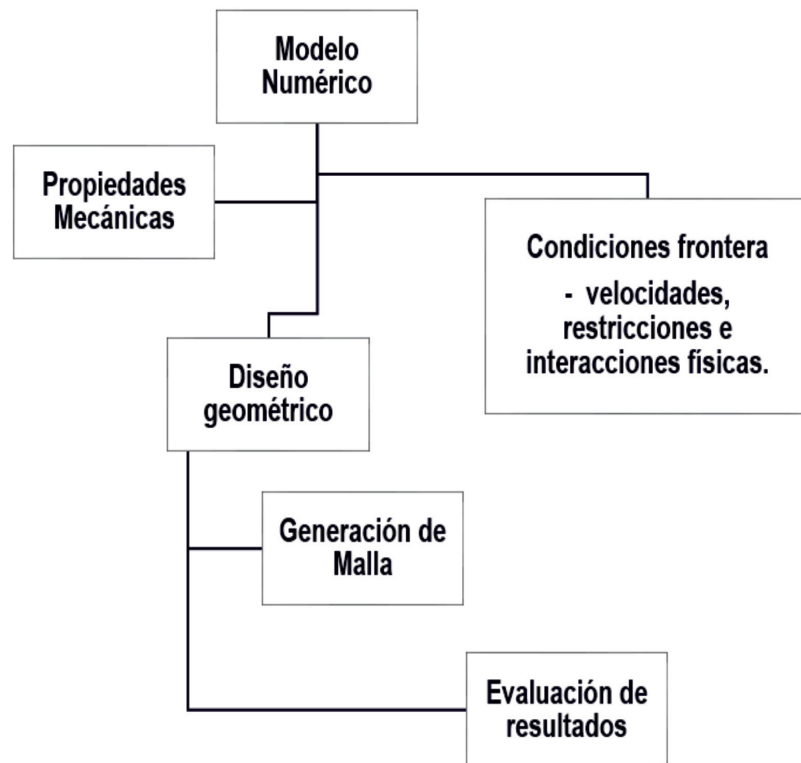 Modelo
Numérico
Propiedades
Mecánicas
Condiciones frontera
- velocidades,
restricciones e
interacciones físicas.
Diseño
geométrico
Generación de
Malla
Evaluación de
resultados